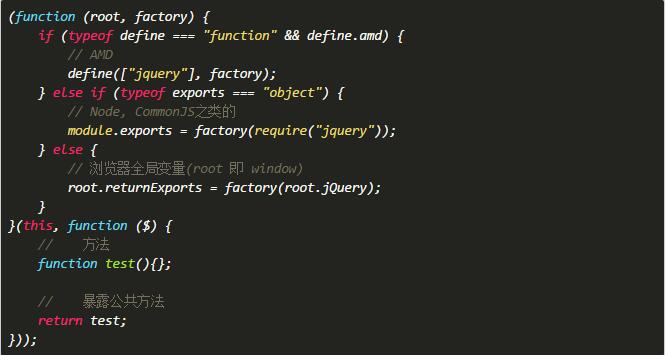 (function (root, factory) {
    if (typeof define === "function" && define.amd) {
        // AMD
        define(["jquery"], factory);
    } else if (typeof exports === "object") {
        // Node, CommonJS之类的
        module.exports = factory(require("jquery"));
    } else {
        // 浏览器全局变量(root 即 window)
        root.returnExports = factory(root.jQuery);
    }
}(this, function ($) {
    //    方法
    function test(){};

    //    暴露公共方法
    return test;
}));